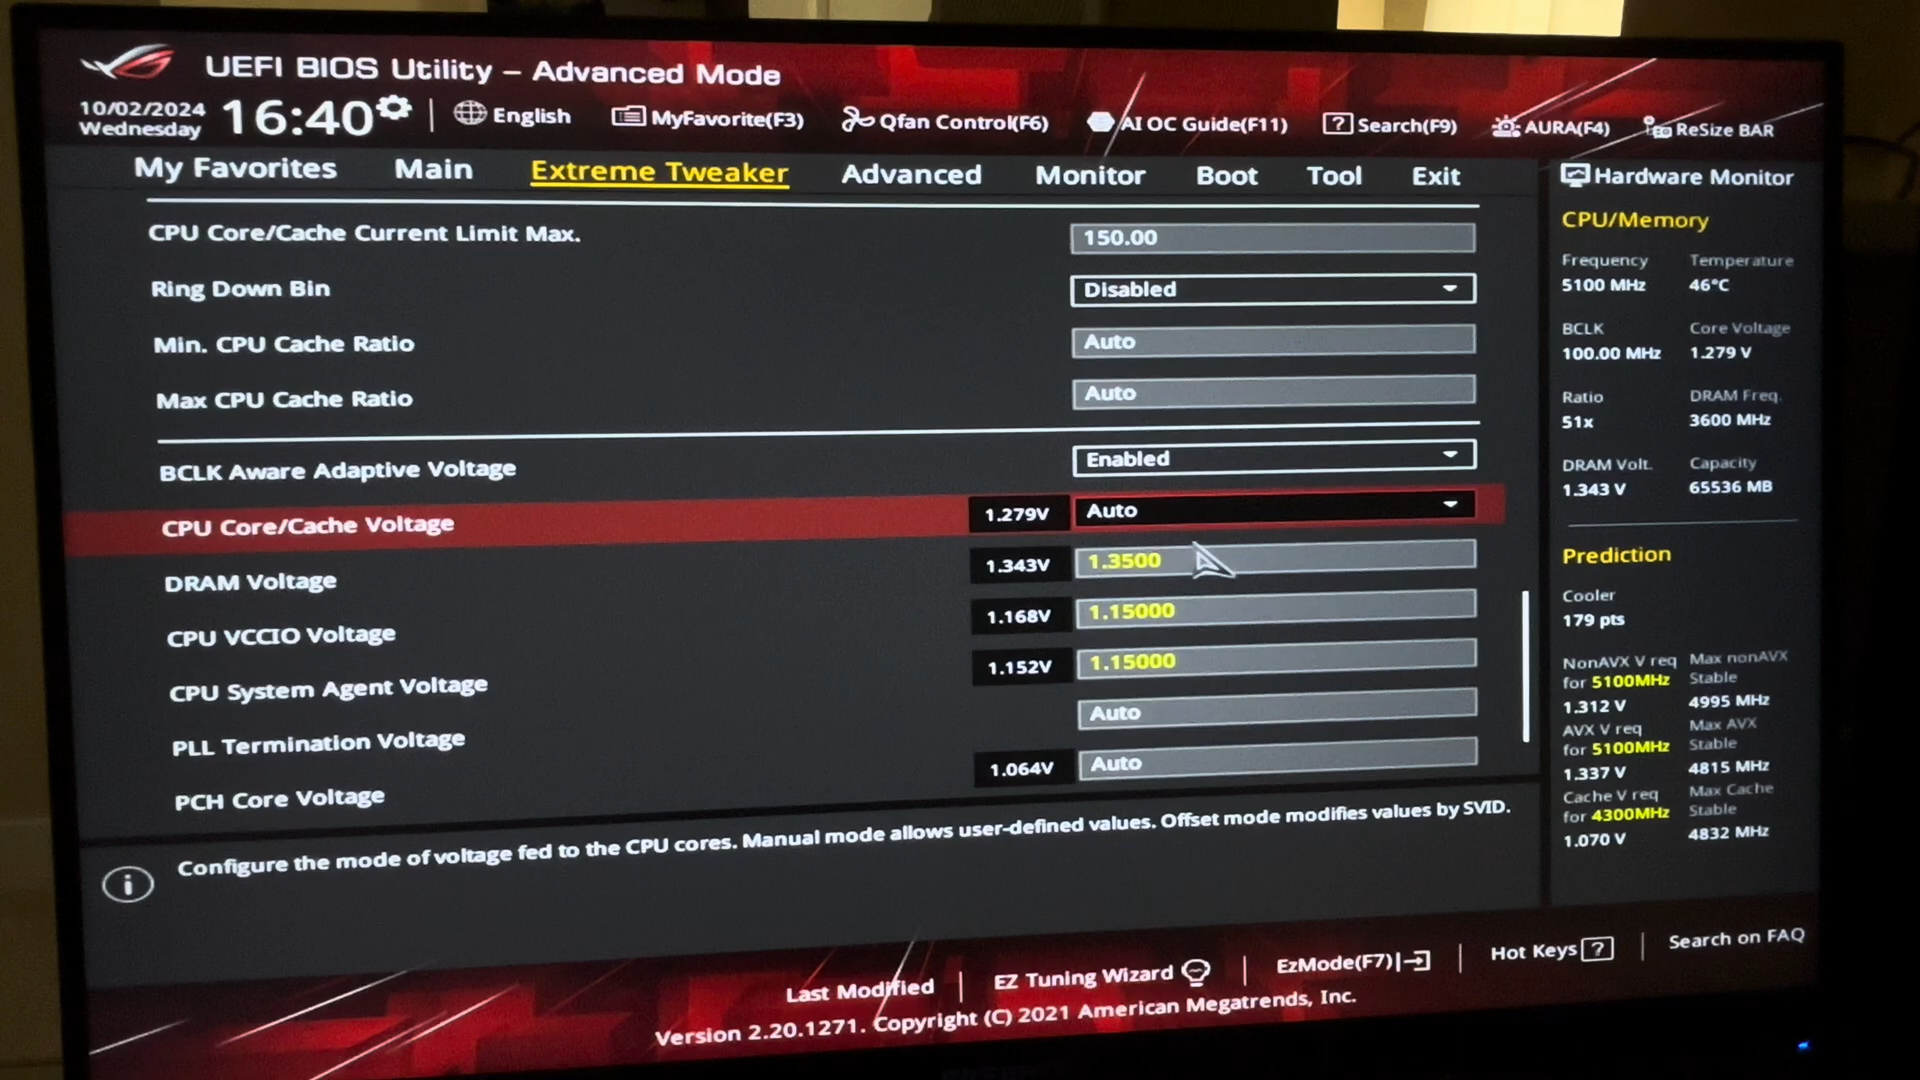 UEFI BIOS Utility – Advanced Mode
10/02/2024
Wednesday
16:40
English
MyFavorite(F3)
Qfan Control(F6)
AI OC Guide(F11)
Search(F9)
AURA(F4)
ReSize BAR
My Favorites
Main
Extreme Tweaker
Advanced
Monitor
Boot
Tool
Exit
CPU Core/Cache Current Limit Max. 150.00
Ring Down Bin Disabled
Min. CPU Cache Ratio Auto
Max CPU Cache Ratio Auto
BCLK Aware Adaptive Voltage Enabled
CPU Core/Cache Voltage 1.279V Auto
DRAM Voltage 1.343V 1.3500
CPU VCCIO Voltage 1.168V 1.15000
CPU System Agent Voltage 1.152V 1.15000
PLL Termination Voltage Auto
PCH Core Voltage 1.064V Auto
Configure the mode of voltage fed to the CPU cores. Manual mode allows user-defined values. Offset mode modifies values by SVID.
Hardware Monitor
CPU/Memory
Frequency Temperature
5100 MHz 46°C
BCLK Core Voltage
100.00 MHz 1.279 V
Ratio DRAM Freq.
51x 3600 MHz
DRAM Volt. Capacity
1.343 V 65536 MB
Prediction
Cooler
179 pts
NonAVX V req Max nonAVX
for 5100MHz Stable
1.312 V 4995 MHz
AVX V req Max AVX
for 5100MHz Stable
1.337 V 4815 MHz
Cache V req Max Cache
for 4300MHz Stable
1.070 V 4832 MHz
Last Modified
EZ Tuning Wizard
EzMode(F7)
Hot Keys ?
Search on FAQ
Version 2.20.1271. Copyright (C) 2021 American Megatrends, Inc.